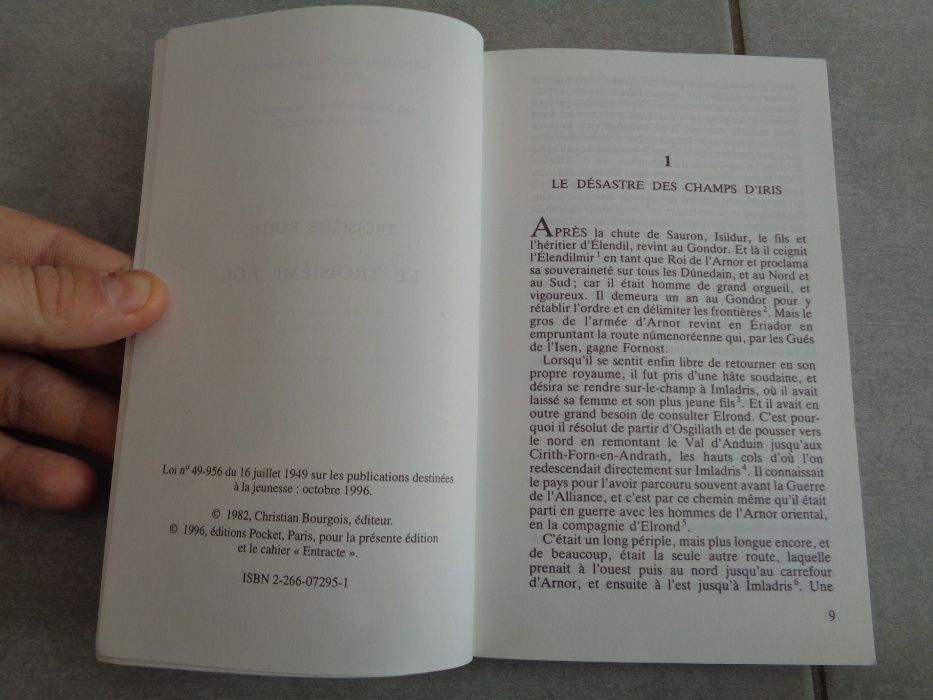 Loi n° 49-956 du 16 juillet 1949 sur les publications destinées
à la jeunesse : octobre 1996.
© 1982, Christian Bourgois, éditeur.
© 1996, éditions Pocket, Paris, pour la présente édition
et le cahier « Entracte ».
ISBN 2-266-07295-1
1
LE DÉSASTRE DES CHAMPS D'IRIS
APRÈS la chute de Sauron, Isildur, le fils et
l'héritier d'Élendil, revint au Gondor. Et là il ceignit
l'Élendilmir¹ en tant que Roi de l'Arnor et proclama
sa souveraineté sur tous les Dúnedain, et au Nord et
au Sud ; car il était homme de grand orgueil, et
vigoureux. Il demeura un an au Gondor pour y
rétablir l'ordre et en délimiter les frontières². Mais le
gros de l'armée d'Arnor revint en Ériador en
empruntant la route númenoréenne qui, par les Gués
de l'Isen, gagne Fornost.
Lorsqu'il se sentit enfin libre de retourner en son
propre royaume, il fut pris d'une hâte soudaine, et
désira se rendre sur-le-champ à Imladris, où il avait
laissé sa femme et son plus jeune fils³. Et il avait en
outre grand besoin de consulter Elrond. C'est pour-
quoi il résolut de partir d'Osgiliath et de pousser vers
le nord en remontant le Val d'Anduin jusqu'aux
Cirith-Forn-en-Andrath, les hauts cols d'où l'on
redescendait directement sur Imladris⁴. Il connaissait
le pays pour l'avoir parcouru souvent avant la Guerre
de l'Alliance, et c'est par ce chemin même qu'il était
parti en guerre avec les hommes de l'Arnor oriental,
en la compagnie d'Elrond⁵.
C'était un long périple, mais plus longue encore, et
de beaucoup, était la seule autre route, laquelle
prenait à l'ouest puis au nord jusqu'au carrefour
d'Arnor, et ensuite à l'est jusqu'à Imladris⁶. Une
9